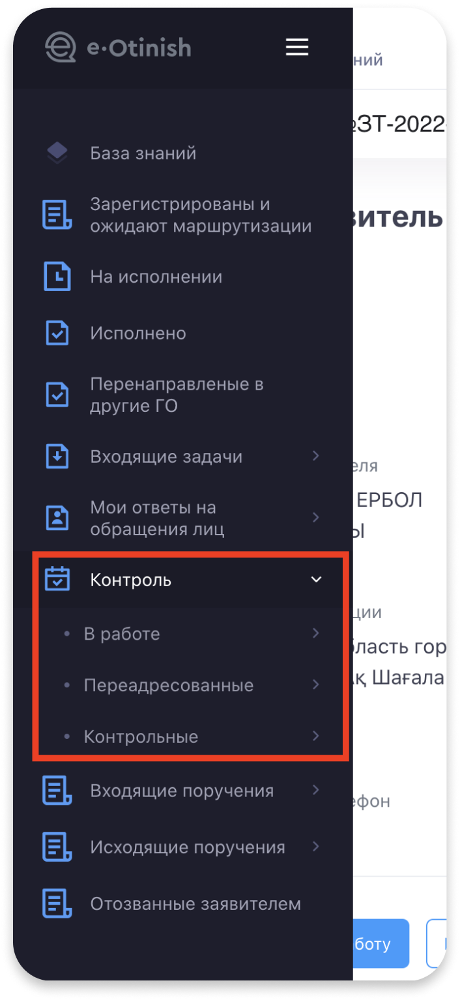 e·Otinish
ний
ЗТ-2022
База знаний
Зарегистрированы и
ожидают маршрутизации
витель
На исполнении
Исполнено
Перенаправленые в
другие ГО
Входящие задачи
еля
Мои ответы на
обращения лиц
ЕРБОЛ
Ы
Контроль
ции
В работе
ласть гор
Переадресованные
қ Шағала
Контрольные
Входящие поручения
ефон
Исходящие поручения
Отозванные заявителем
боту